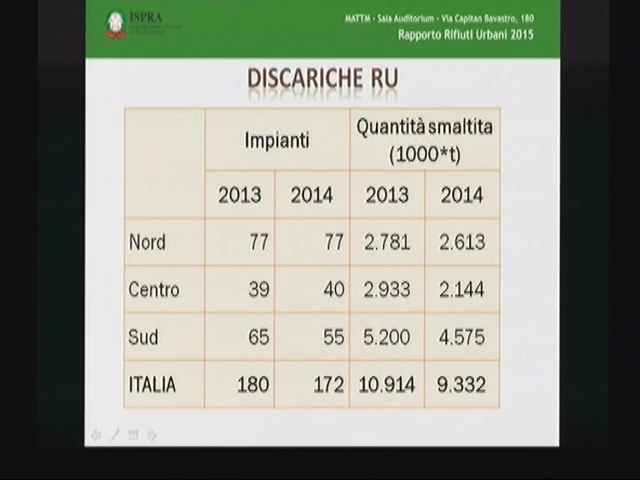 ISPRA
MATTM - Sala Auditorium - Via Capitan Bavastro, 180
Rapporto Rifiuti Urbani 2015
DISCARICHE RU
Impianti
Quantità smaltita
(1000*t)
2013 2014 2013 2014
Nord 77 77 2.781 2.613
Centro 39 40 2.933 2.144
Sud 65 55 5.200 4.575
ITALIA 180 172 10.914 9.332